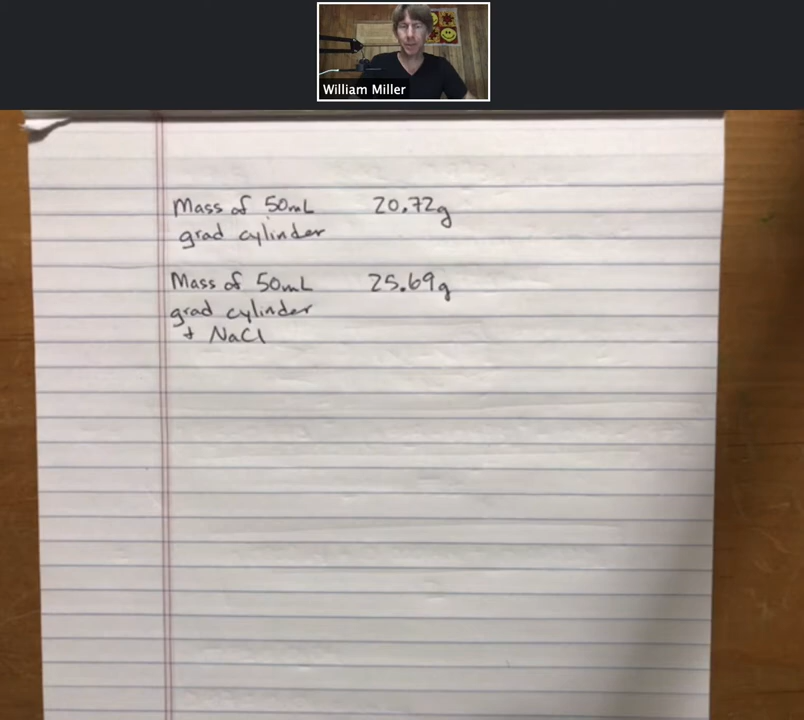 William Miller
Mass of 50mL 20.72g
grad cylinder
Mass of 50mL 25.69g
grad cylinder
+ NaCl